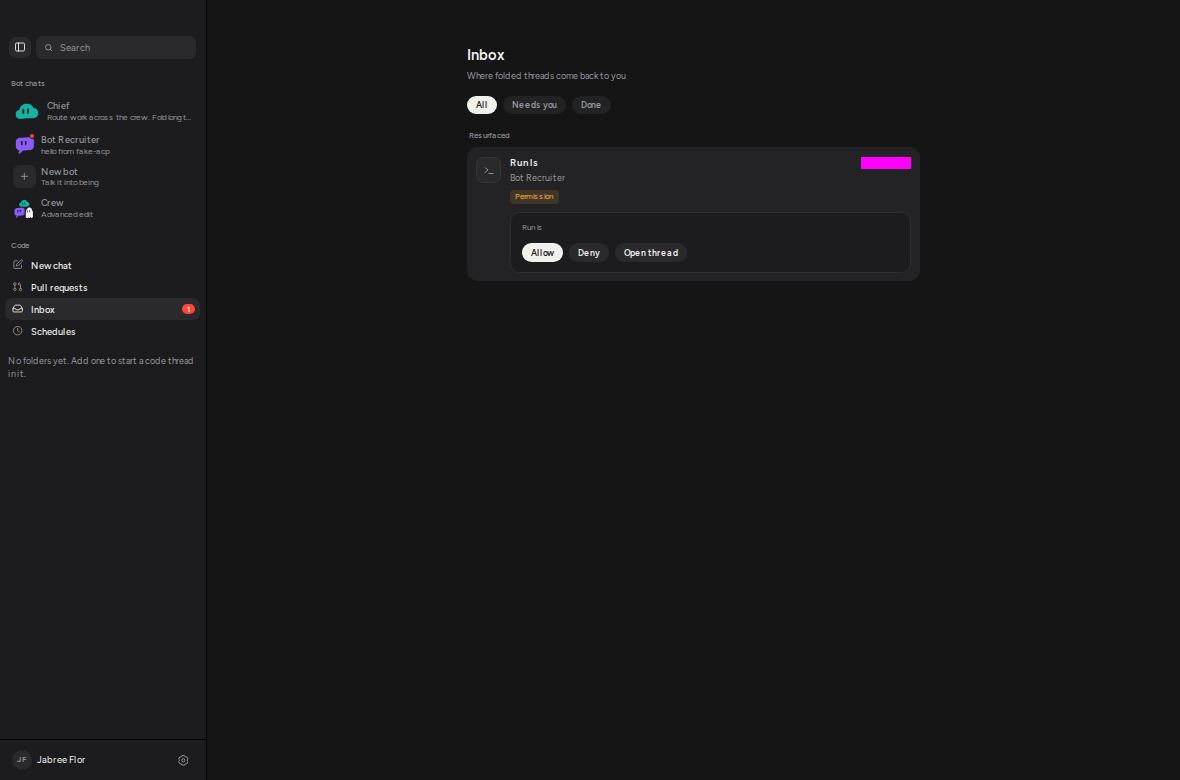 Search
Bot chats
Chief
Route work across the crew. Fold long t...
Bot Recruiter
hello from fake-acp
New bot
Talk it into being
Crew
Advanced edit
Code
New chat
Pull requests
Inbox
1
Schedules
No folders yet. Add one to start a code thread
in it.
JF
Jabree Flor
Inbox
Where folded threads come back to you
All
Needs you
Done
Resurfaced
Run ls
Bot Recruiter
Permission
Run ls
Allow
Deny
Open thread